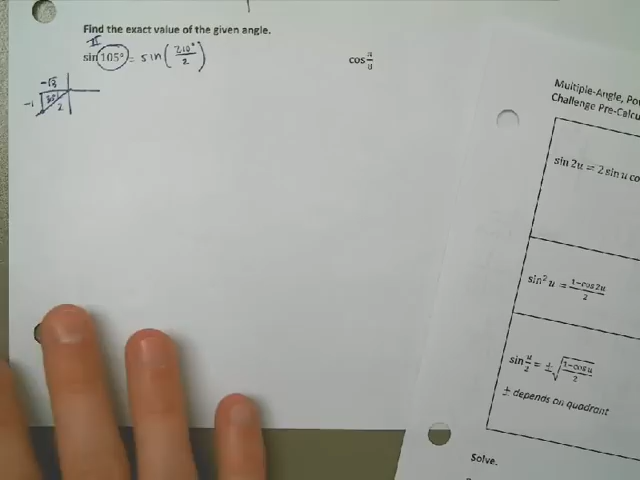 Find the exact value of the given angle.
II
sin 105° = sin(210°/2)
-√3
-1
2
cos π/8
Multiple-Angle, Po
Challenge Pre-Calcu
sin 2u = 2 sin u co
sin² u = 1-cos 2u/2
sin u/2 = ±√1-cos u/2
± depends on quadrant
Solve.